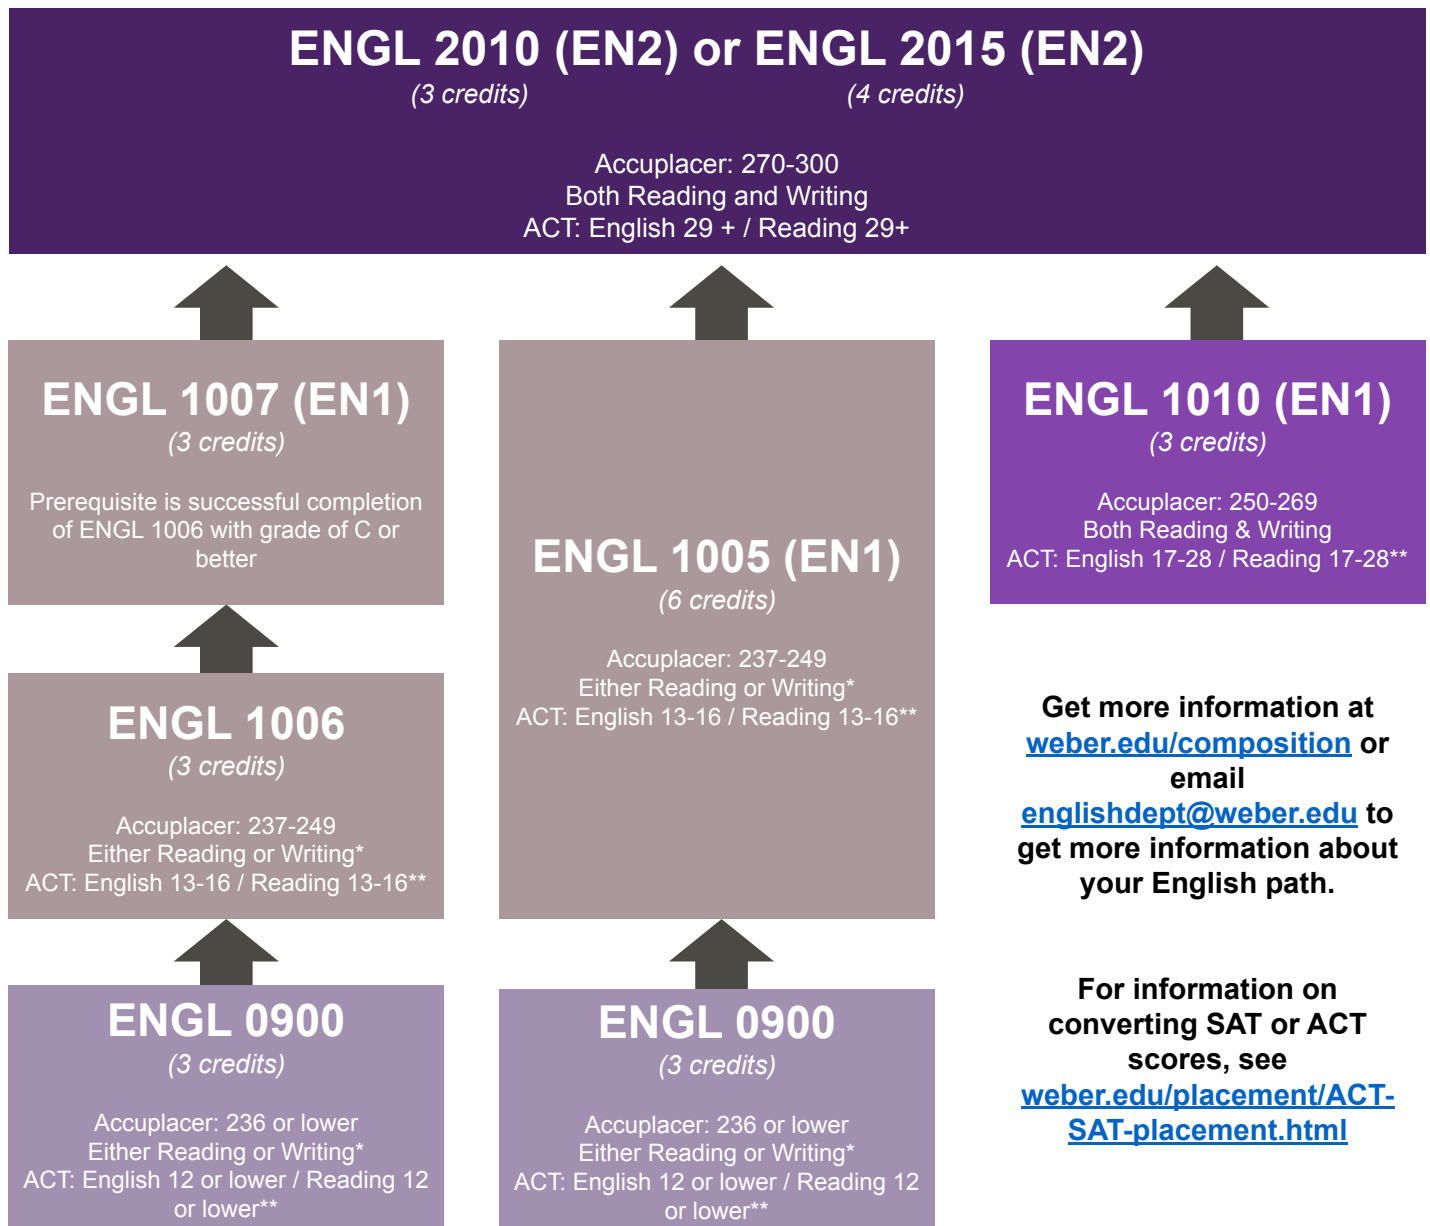 ENGL 2010 (EN2) or ENGL 2015 (EN2)
(3 credits) (4 credits)
Accuplacer: 270-300
Both Reading and Writing
ACT: English 29 + / Reading 29+
ENGL 1007 (EN1)
(3 credits)
Prerequisite is successful completion
of ENGL 1006 with grade of C or
better
ENGL 1006
(3 credits)
Accuplacer: 237-249
Either Reading or Writing*
ACT: English 13-16 / Reading 13-16**
ENGL 0900
(3 credits)
Accuplacer: 236 or lower
Either Reading or Writing*
ACT: English 12 or lower / Reading 12
or lower**
ENGL 1005 (EN1)
(6 credits)
Accuplacer: 237-249
Either Reading or Writing*
ACT: English 13-16 / Reading 13-16**
ENGL 0900
(3 credits)
Accuplacer: 236 or lower
Either Reading or Writing*
ACT: English 12 or lower / Reading 12
or lower**
ENGL 1010 (EN1)
(3 credits)
Accuplacer: 250-269
Both Reading & Writing
ACT: English 17-28 / Reading 17-28**
Get more information at
weber.edu/composition or
email
englishdept@weber.edu to
get more information about
your English path.
For information on
converting SAT or ACT
scores, see
weber.edu/placement/ACT-
SAT-placement.html